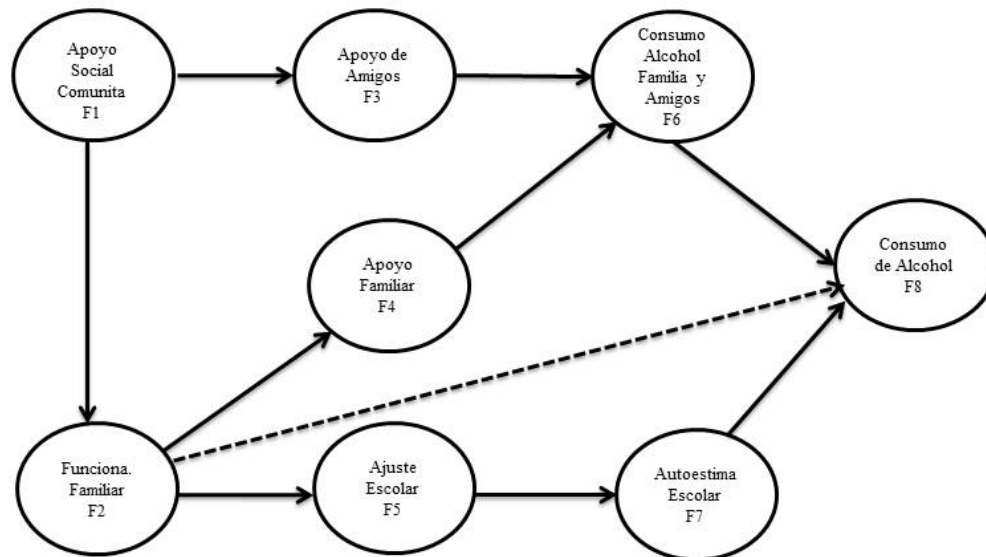 Apoyo
Social
Comunita
F1
Apoyo de
Amigos
F3
Consumo
Alcohol
Familia y
Amigos
F6
Apoyo
Familiar
F4
Consumo
de Alcohol
F8
Funciona.
Familiar
F2
Ajuste
Escolar
F5
Autoestima
Escolar
F7